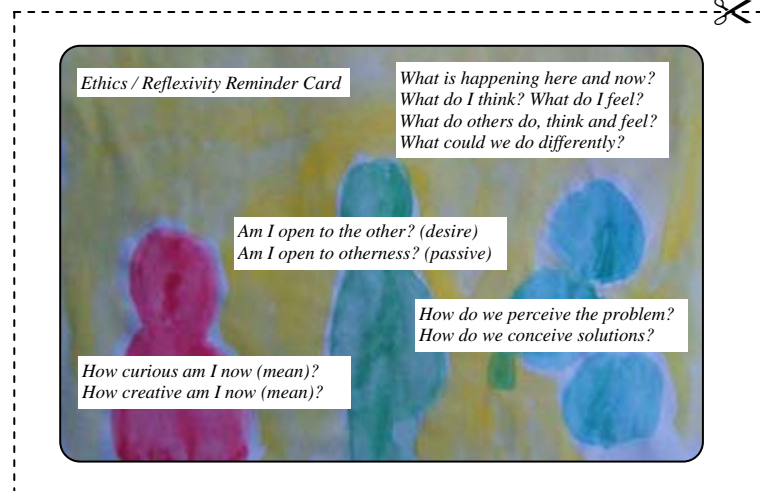 Ethics / Reflexivity Reminder Card
What is happening here and now?
What do I think? What do I feel?
What do others do, think and feel?
What could we do differently?
Am I open to the other? (desire)
Am I open to otherness? (passive)
How do we perceive the problem?
How do we conceive solutions?
How curious am I now (mean)?
How creative am I now (mean)?